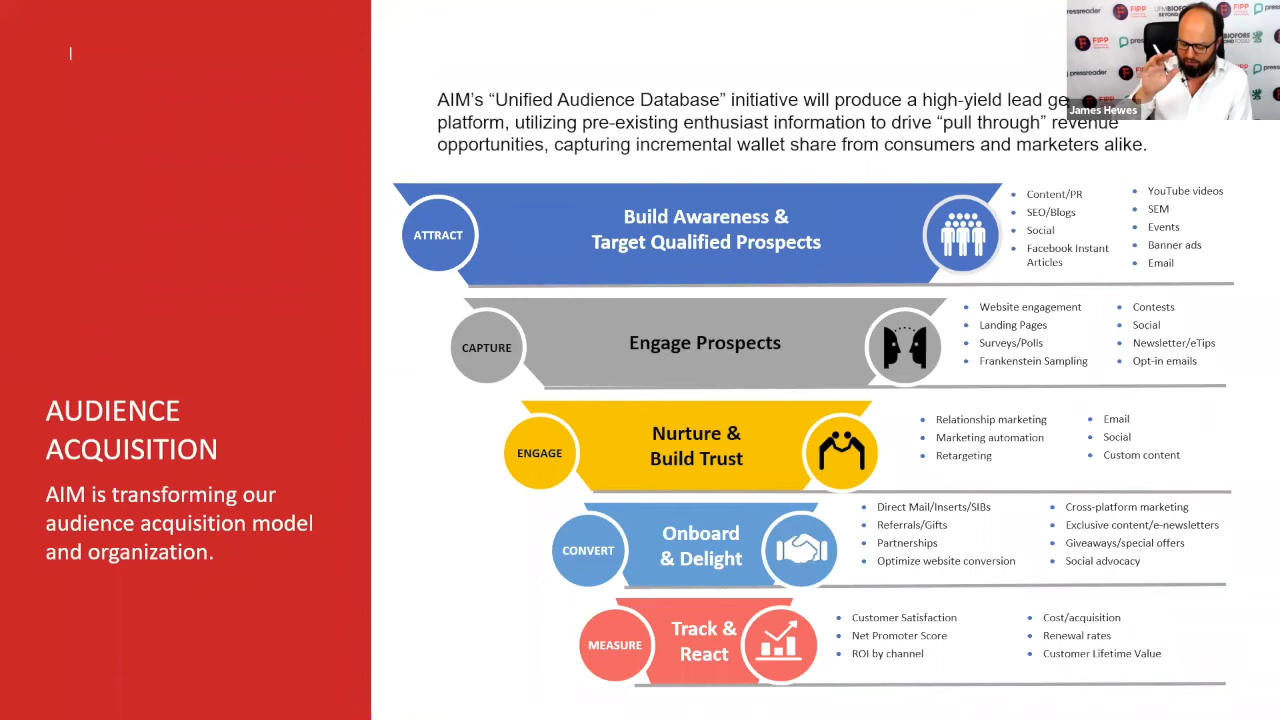 AIM's "Unified Audience Database" initiative will produce a high-yield lead
platform, utilizing pre-existing enthusiast information to drive "pull through" revenue
opportunities, capturing incremental wallet share from consumers and marketers alike.
James Hewes
FIPP
pressreader
AUDIENCE
ACQUISITION
AIM is transforming our
audience acquisition model
and organization.
ATTRACT
Build Awareness &
Target Qualified Prospects
• Content/PR
• SEO/Blogs
• Social
• Facebook Instant
Articles
• YouTube videos
• SEM
• Events
• Banner ads
• Email
CAPTURE
Engage Prospects
• Website engagement
• Landing Pages
• Surveys/Polls
• Frankenstein Sampling
• Contests
• Social
• Newsletter/eTips
• Opt-in emails
ENGAGE
Nurture &
Build Trust
• Relationship marketing
• Marketing automation
• Retargeting
• Email
• Social
• Custom content
CONVERT
Onboard
& Delight
• Direct Mail/Inserts/SIBs
• Referrals/Gifts
• Partnerships
• Optimize website conversion
• Cross-platform marketing
• Exclusive content/e-newsletters
• Giveaways/special offers
• Social advocacy
MEASURE
Track &
React
• Customer Satisfaction
• Net Promoter Score
• ROI by channel
• Cost/acquisition
• Renewal rates
• Customer Lifetime Value